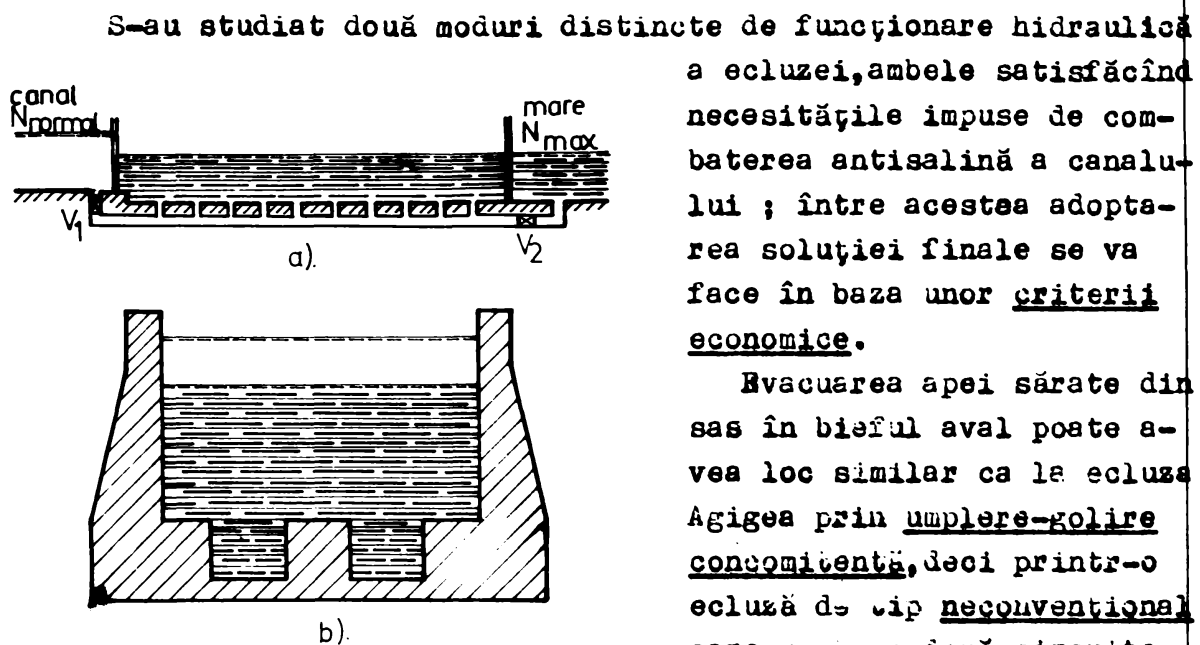 S-au studiat două moduri distincte de funcţionare hidraulică
a ecluzei,ambele satisfăcînd
necesităţile impuse de com-
baterea antisalină a canalu-
lui ; între acestea adopta-
rea soluţiei finale se va
face în baza unor criterii
economice.
Evacuarea apei sărate din
sas în bieful aval poate a-
vea loc similar ca la ecluza
Agigea prin umplere-golire
concomitentă,deci printr-o
ecluză de tip neconvenţional
canal
N normal
mare
N max
V1
V2
a).
b).